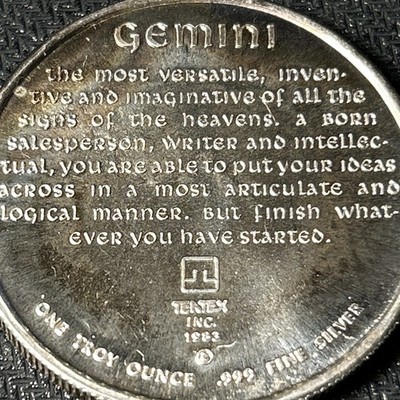 GEMINI
the most versatile, inven-
tive and imaginative of all the
signs of the heavens. A born
salesperson, writer and intellec-
tual, you are able to put your ideas
across in a most articulate and
logical manner. But finish what-
ever you have started.
TEKTEX
INC.
1983
©
ONE TROY OUNCE .999 FINE SILVER